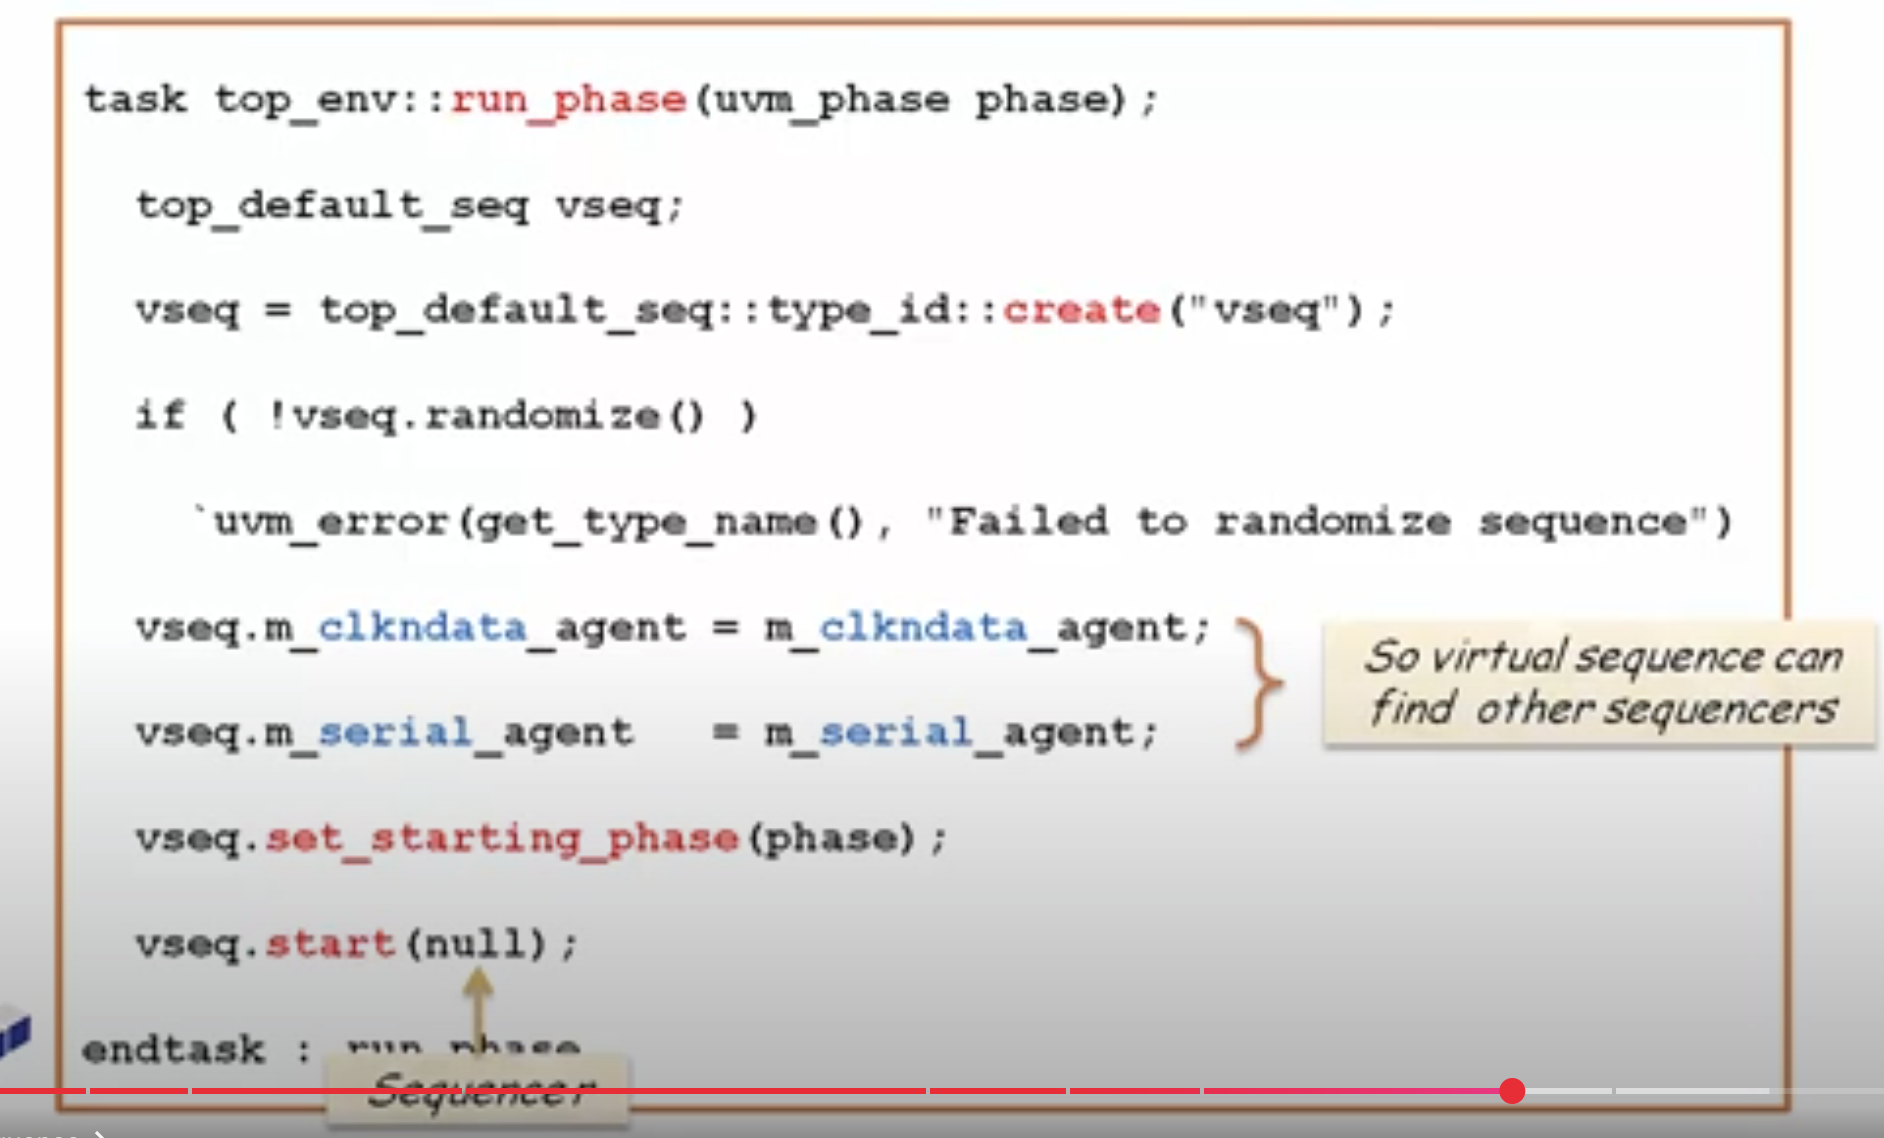 task top_env::run_phase(uvm_phase phase);
top_default_seq vseq;
vseq = top_default_seq::type_id::create("vseq");
if ( !vseq.randomize() )
`uvm_error(get_type_name(), "Failed to randomize sequence")
vseq.m_clkndata_agent = m_clkndata_agent;
vseq.m_serial_agent   = m_serial_agent;
So virtual sequence can
find other sequencers
vseq.set_starting_phase(phase);
vseq.start(null);
endtask : run_phase
Sequencer